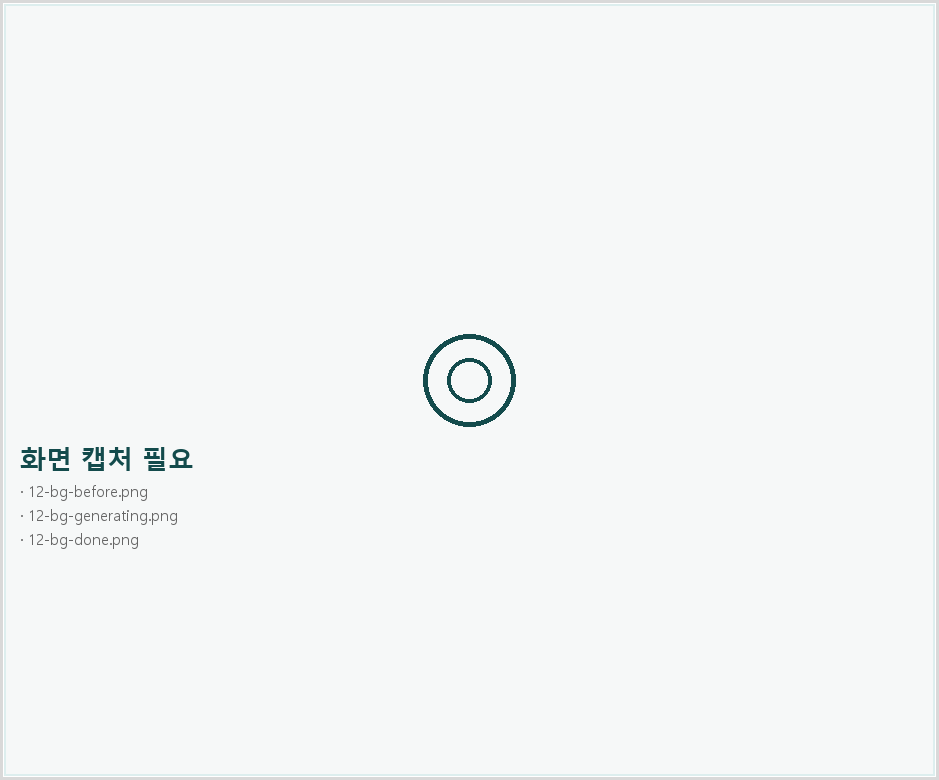 화면 캡처 필요
· 12-bg-before.png
· 12-bg-generating.png
· 12-bg-done.png